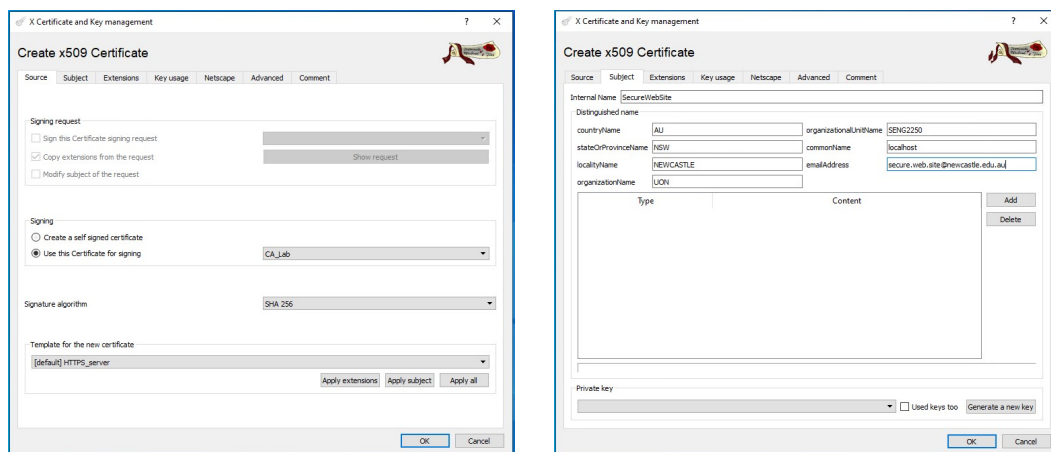 X Certificate and Key management
? ×
Create x509 Certificate
Source Subject Extensions Key usage Netscape Advanced Comment
Signing request
Sign this Certificate signing request
Copy extensions from the request Show request
Modify subject of the request
Signing
Create a self signed certificate
Use this Certificate for signing CA_Lab
Signature algorithm SHA 256
Template for the new certificate
[default] HTTPS_server
Apply extensions Apply subject Apply all
OK Cancel
X Certificate and Key management
? ×
Create x509 Certificate
Source Subject Extensions Key usage Netscape Advanced Comment
Internal Name SecureWebSite
Distinguished name
countryName AU organizationalUnitName SENG2250
stateOrProvinceName NSW commonName localhost
localityName NEWCASTLE emailAddress secure.web.site@newcastle.edu.au
organizationName UON
Type Content Add
Delete
Private key
Used keys too Generate a new key
OK Cancel